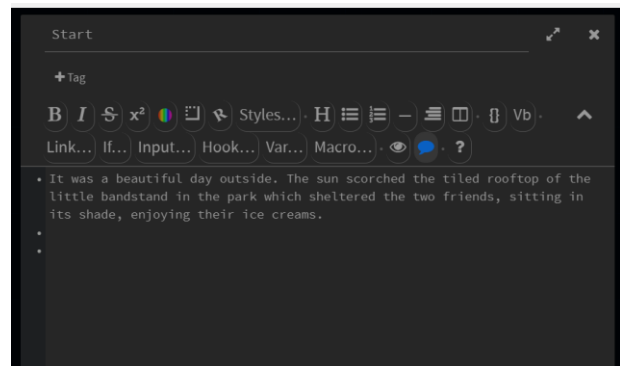 Start
+Tag
B I S x² Styles... H {} Vb
Link... If... Input... Hook... Var... Macro... ?
It was a beautiful day outside. The sun scorched the tiled rooftop of the
little bandstand in the park which sheltered the two friends, sitting in
its shade, enjoying their ice creams.